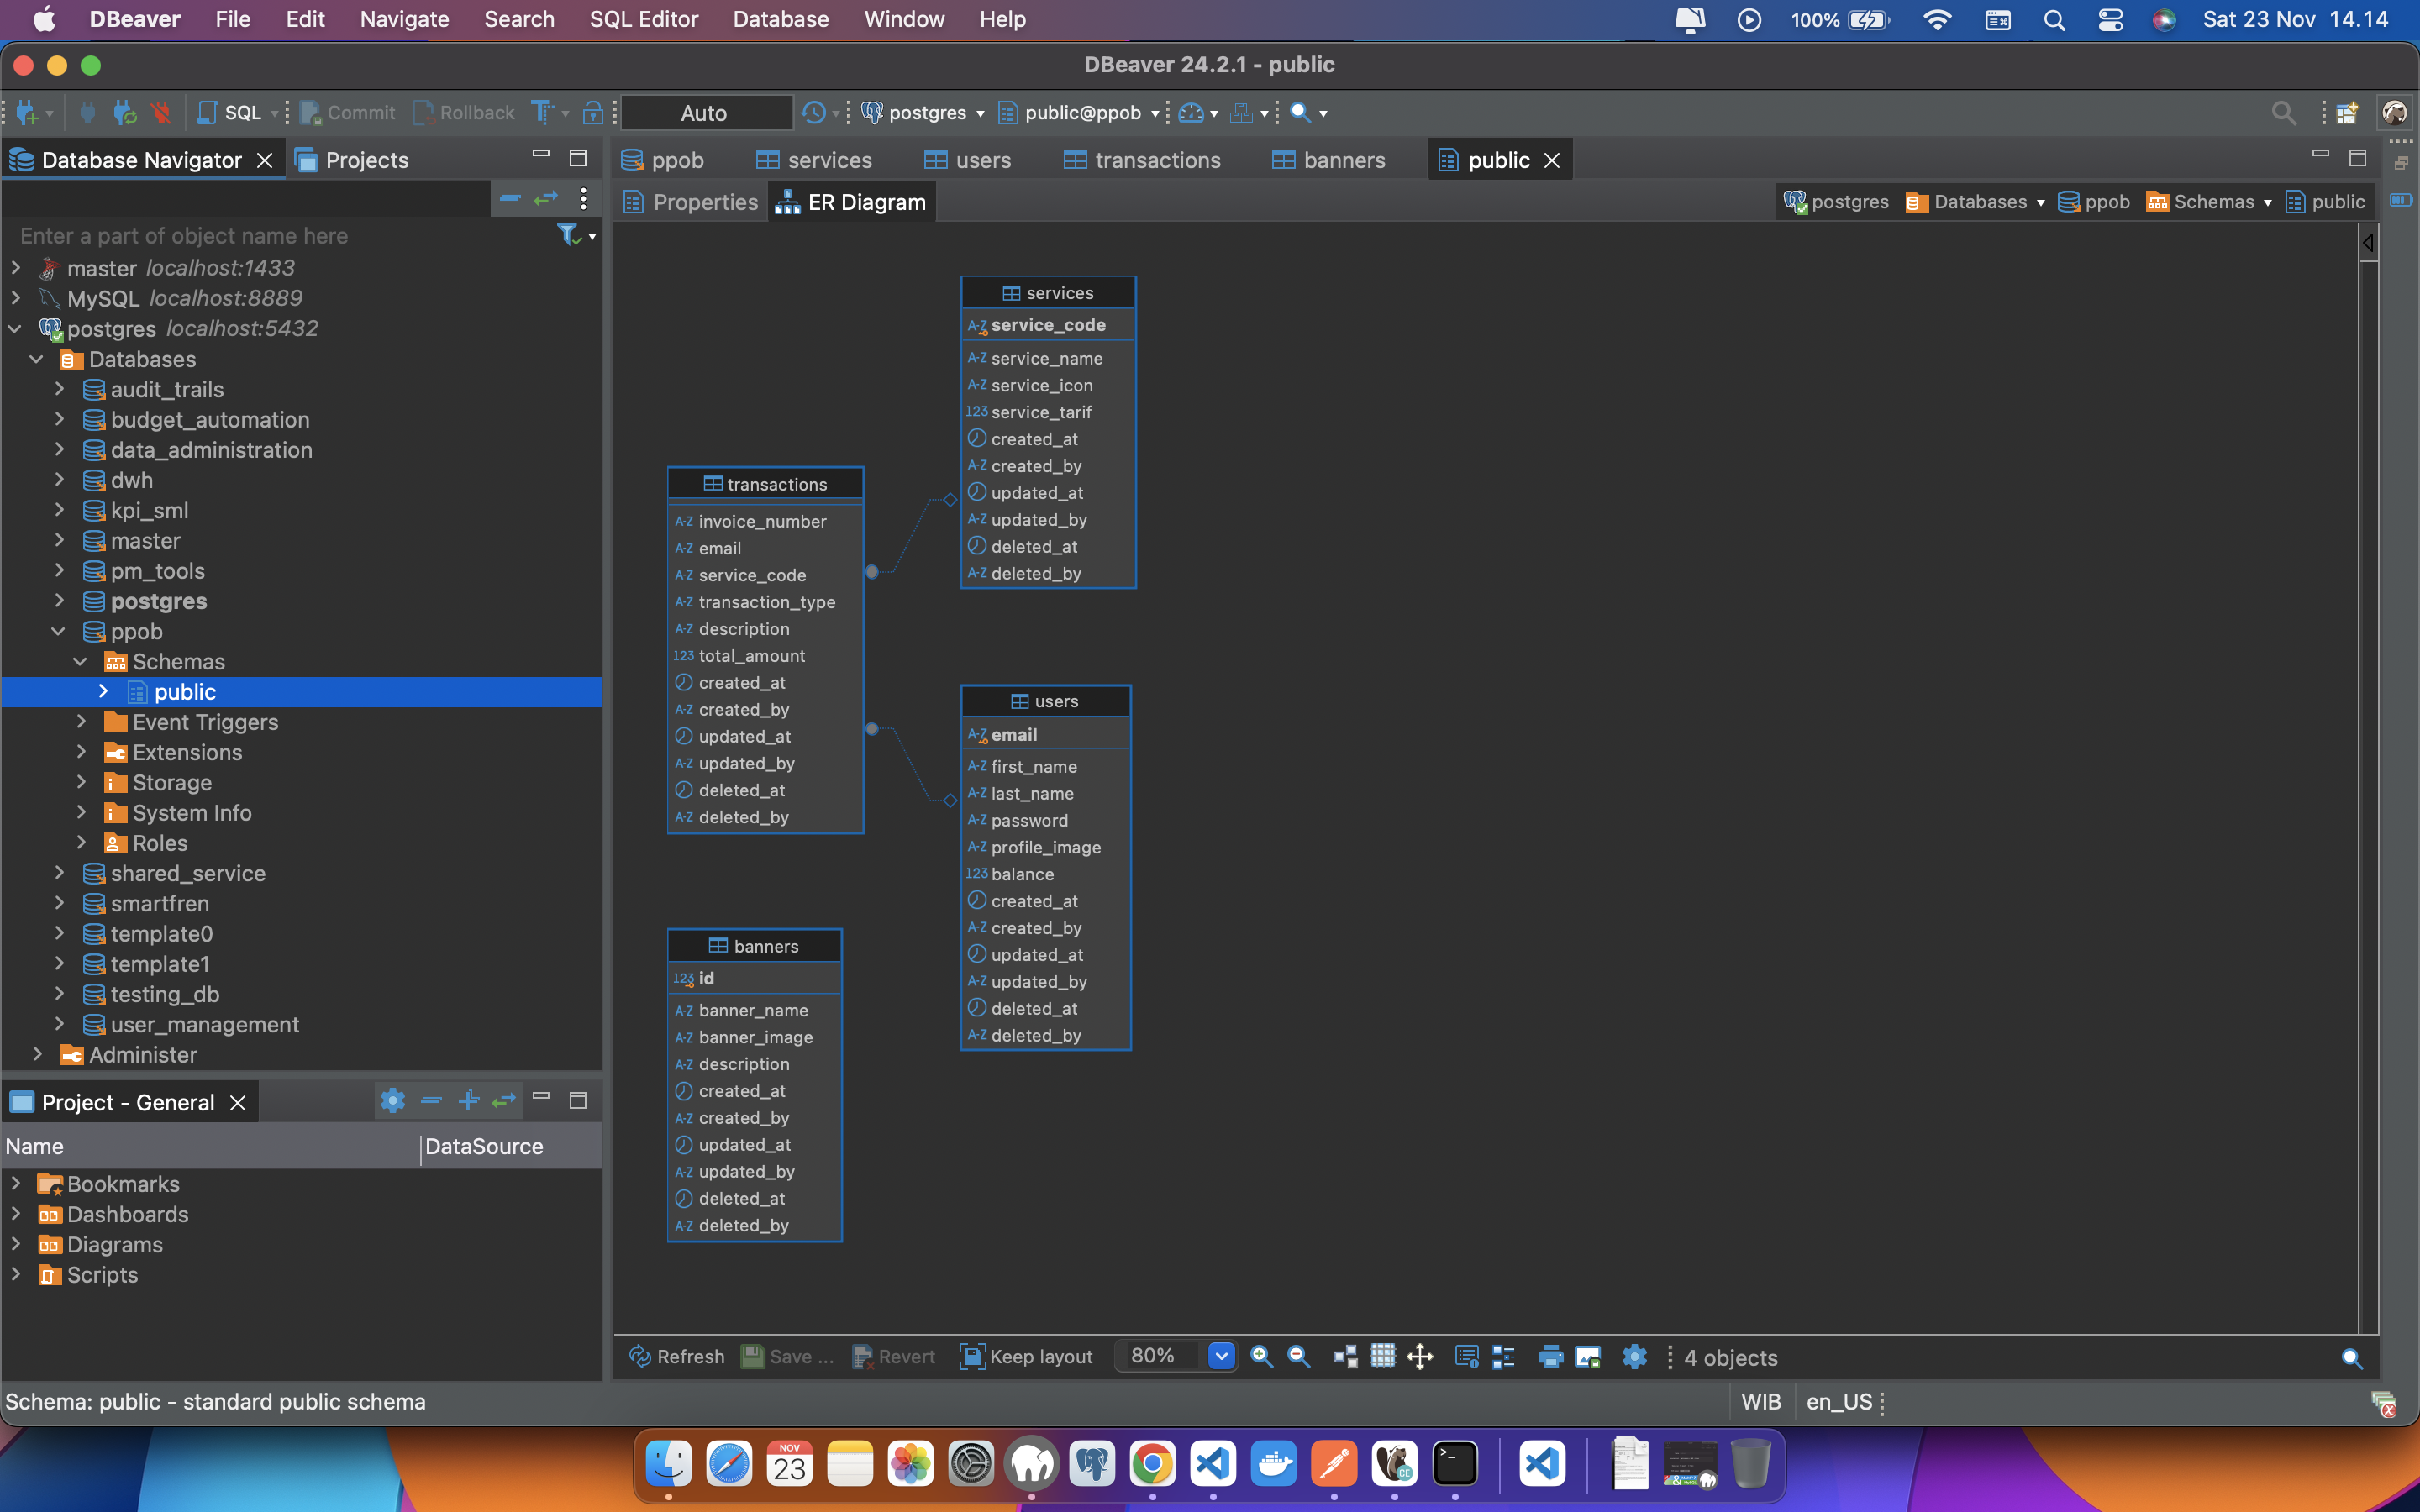 DBeaver File Edit Navigate Search SQL Editor Database Window Help 100% Sat 23 Nov 14.14
DBeaver 24.2.1 - public
SQL Commit Rollback Auto postgres public@ppob
Database Navigator Projects
ppob services users transactions banners public
Properties ER Diagram
postgres Databases ppob Schemas public
Enter a part of object name here
master localhost:1433
MySQL localhost:8889
postgres localhost:5432
Databases
audit_trails
budget_automation
data_administration
dwh
kpi_sml
master
pm_tools
postgres
ppob
Schemas
public
Event Triggers
Extensions
Storage
System Info
Roles
shared_service
smartfren
template0
template1
testing_db
user_management
Administer
Project - General
Name DataSource
Bookmarks
Dashboards
Diagrams
Scripts
services
A-Z service_code
A-Z service_name
A-Z service_icon
123 service_tarif
created_at
A-Z created_by
updated_at
A-Z updated_by
deleted_at
A-Z deleted_by
transactions
A-Z invoice_number
A-Z email
A-Z service_code
A-Z transaction_type
A-Z description
123 total_amount
created_at
A-Z created_by
updated_at
A-Z updated_by
deleted_at
A-Z deleted_by
users
A-Z email
A-Z first_name
A-Z last_name
A-Z password
A-Z profile_image
123 balance
created_at
A-Z created_by
updated_at
A-Z updated_by
deleted_at
A-Z deleted_by
banners
123 id
A-Z banner_name
A-Z banner_image
A-Z description
created_at
A-Z created_by
updated_at
A-Z updated_by
deleted_at
A-Z deleted_by
Refresh Save ... Revert Keep layout 80% 4 objects
Schema: public - standard public schema WIB en_US
NOV
23
CE